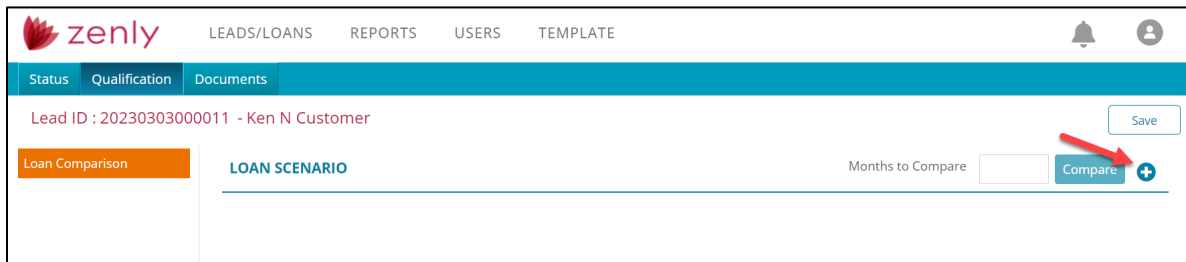 zenly LEADS/LOANS REPORTS USERS TEMPLATE
Status Qualification Documents
Lead ID : 20230303000011 - Ken N Customer
Save
Loan Comparison
LOAN SCENARIO
Months to Compare
Compare